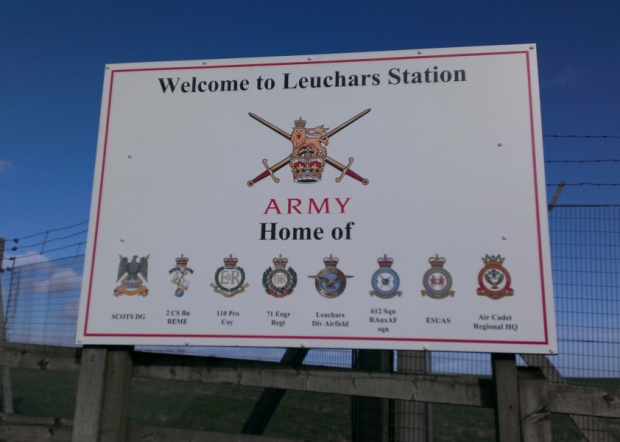 Welcome to Leuchars Station
ARMY
Home of
SCOTS DG
2 CS Bn
REME
110 Pro
Coy
71 Engr
Regt
Leuchars
Div Airfield
612 Sqn
RAuxAF
sqn
ESUAS
Air Cadet
Regional HQ